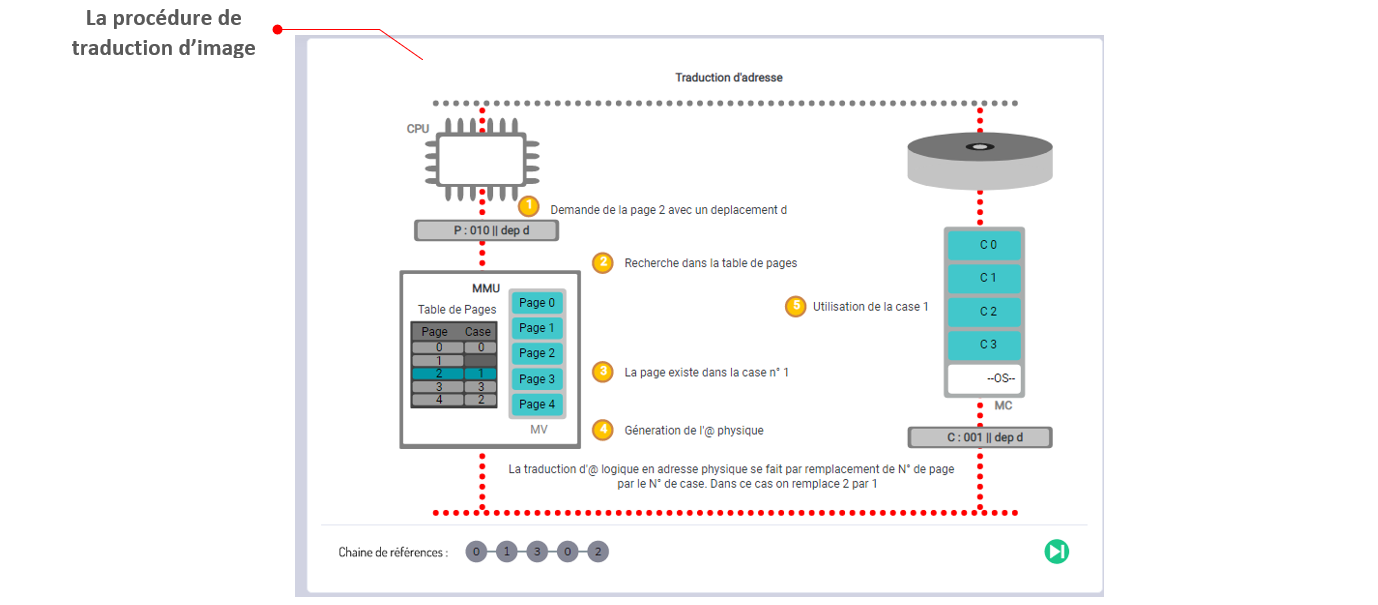 La procédure de
traduction d’image
Traduction d'adresse
CPU
1 Demande de la page 2 avec un deplacement d
P : 010 || dep d
2 Recherche dans la table de pages
MMU
Table de Pages
Page Case
0 0
1
2 1
3 3
4 2
Page 0
Page 1
Page 2
Page 3
Page 4
MV
3 La page existe dans la case n° 1
4 Géneration de l'@ physique
5 Utilisation de la case 1
C 0
C 1
C 2
C 3
--OS--
MC
C : 001 || dep d
La traduction d'@ logique en adresse physique se fait par remplacement de N° de page
par le N° de case. Dans ce cas on remplace 2 par 1
Chaine de références : 0 1 3 0 2